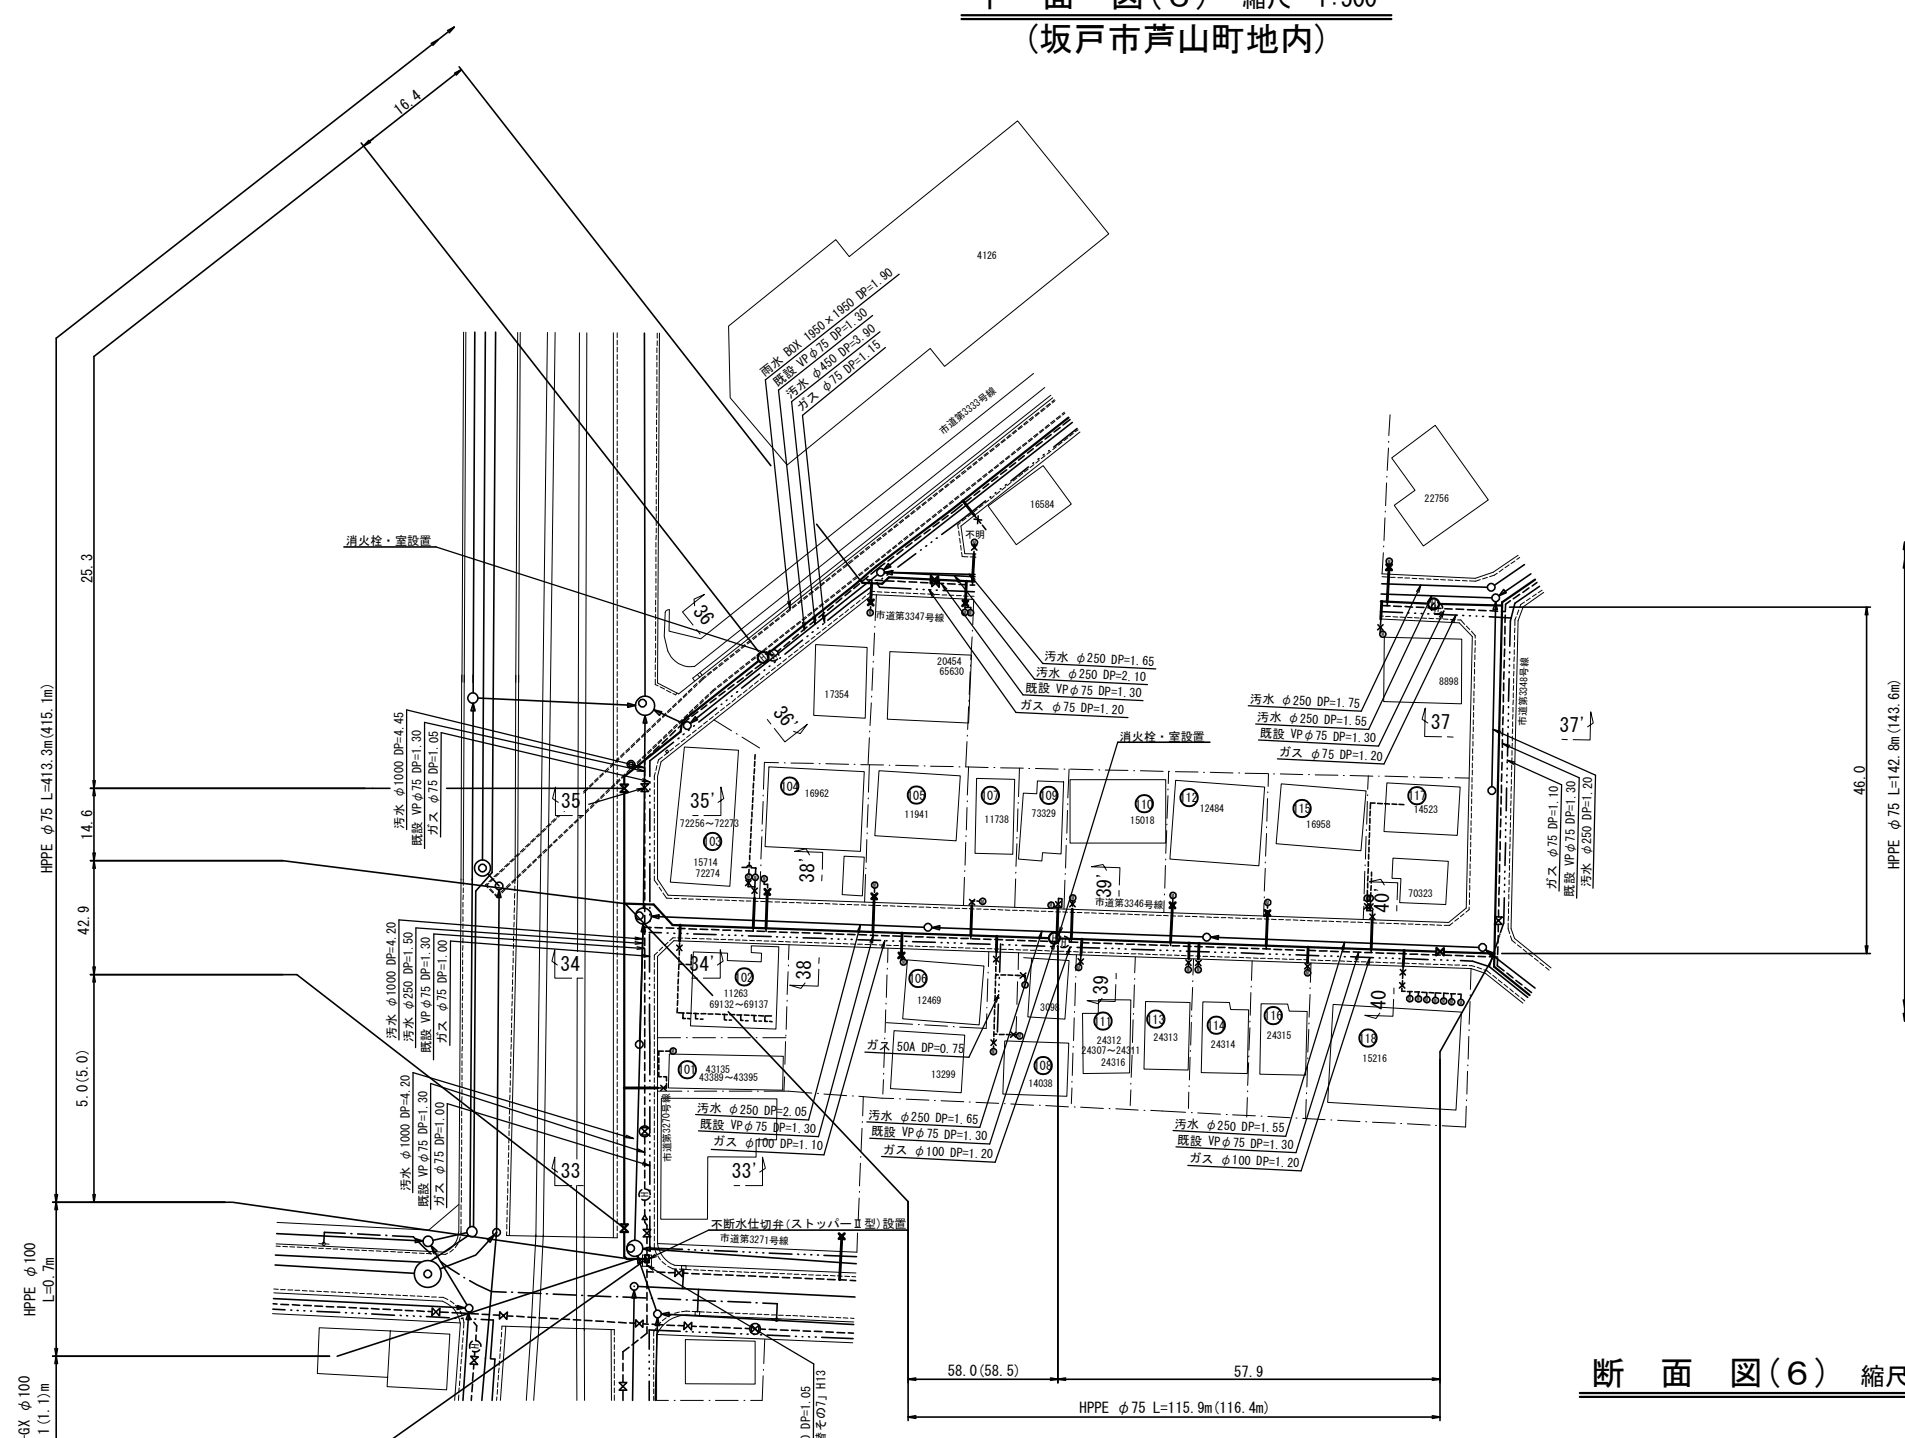 平 面 図(6) 縮尺 1:500
(坂戸市芦山町地内)
16.4
4126
雨水 BOX 1950×1950 DP=1.90
既設 VPφ75 DP=1.30
汚水 φ450 DP=3.90
ガス φ75 DP=1.15
市道第3333号線
16584
不明
22756
消火栓・室設置
25.3
HPPE φ75 L=413.3m(415.1m)
36
36'
市道第3347号線
17354
20454
65630
汚水 φ250 DP=1.65
汚水 φ250 DP=2.10
既設 VPφ75 DP=1.30
ガス φ75 DP=1.20
汚水 φ250 DP=1.75
汚水 φ250 DP=1.55
既設 VPφ75 DP=1.30
ガス φ75 DP=1.20
8898
市道第3348号線
37
37'
HPPE φ75 L=142.8m(143.6m)
46.0
消火栓・室設置
汚水 φ1000 DP=4.45
既設 VPφ75 DP=1.30
ガス φ75 DP=1.05
35
35'
72256～72273
103
15714
72274
104
16962
105
11941
107
11738
109
73329
110
15018
112
12484
115
16958
117
14523
70323
ガス φ75 DP=1.10
既設 VPφ75 DP=1.30
汚水 φ250 DP=1.20
14.6
42.9
38'
39'
40'
市道第3346号線
汚水 φ1000 DP=4.20
汚水 φ250 DP=1.50
既設 VPφ75 DP=1.30
ガス φ75 DP=1.00
34
34'
102
11263
69132～69137
38
106
12469
3098
39
111
24312
24307～24311
24316
113
24313
114
24314
116
24315
40
118
15216
5.0(5.0)
101
43135
43389～43395
ガス 50A DP=0.75
13299
108
14038
汚水 φ1000 DP=4.20
既設 VPφ75 DP=1.30
ガス φ75 DP=1.00
市道第3270号線
汚水 φ250 DP=2.05
既設 VPφ75 DP=1.30
ガス φ100 DP=1.10
汚水 φ250 DP=1.65
既設 VPφ75 DP=1.30
ガス φ100 DP=1.20
汚水 φ250 DP=1.55
既設 VPφ75 DP=1.30
ガス φ100 DP=1.20
33
33'
不断水仕切弁(ストッパーⅡ型)設置
市道第3271号線
HPPE φ100
L=0.7m
GX φ100
1(1.1)m
DP=1.05
その7」H13
58.0(58.5)
57.9
HPPE φ75 L=115.9m(116.4m)
断 面 図(6) 縮尺